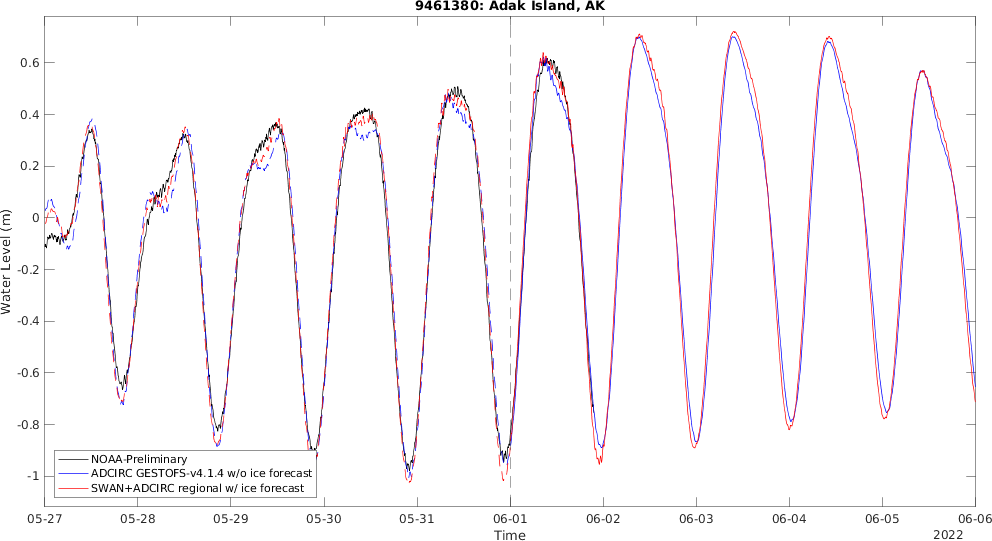 9461380: Adak Island, AK
0.6
0.4
0.2
0
-0.2
-0.4
-0.6
-0.8
-1
Water Level (m)
NOAA-Preliminary
ADCIRC GESTOFS-v4.1.4 w/o ice forecast
SWAN+ADCIRC regional w/ ice forecast
05-27 05-28 05-29 05-30 05-31 06-01 06-02 06-03 06-04 06-05 06-06
Time
2022